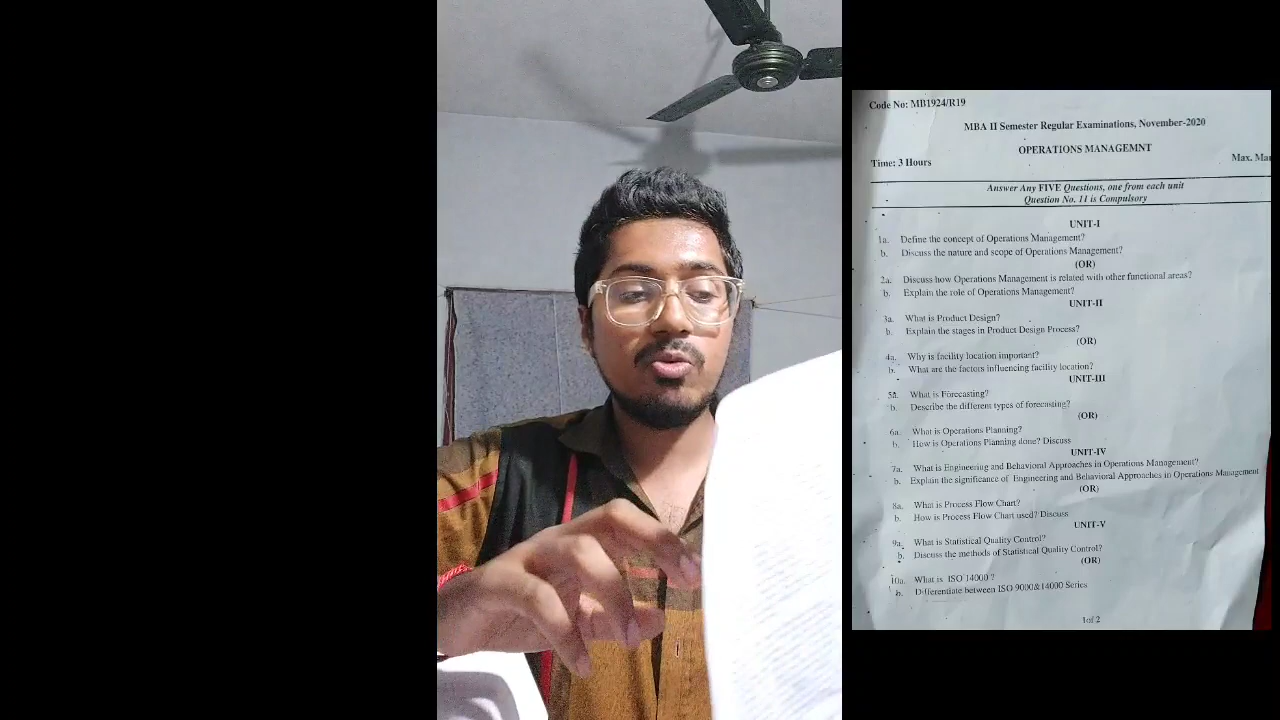 Code No: MB1924/R19
MBA II Semester Regular Examinations, November-2020
OPERATIONS MANAGEMNT
Time: 3 Hours
Max. Ma
Answer Any FIVE Questions, one from each unit
Question No. 11 is Compulsory
UNIT-I
1a. Define the concept of Operations Management?
b. Discuss the nature and scope of Operations Management?
(OR)
2a. Discuss how Operations Management is related with other functional areas?
b. Explain the role of Operations Management?
UNIT-II
3a. What is Product Design?
b. Explain the stages in Product Design Process?
(OR)
4a. Why is facility location important?
b. What are the factors influencing facility location?
UNIT-III
5a. What is Forecasting?
b. Describe the different types of forecasting?
(OR)
6a. What is Operations Planning?
b. How is Operations Planning done? Discuss
UNIT-IV
7a. What is Engineering and Behavioral Approaches in Operations Management?
b. Explain the significance of Engineering and Behavioral Approaches in Operations Management
(OR)
8a. What is Process Flow Chart?
b. How is Process Flow Chart used? Discuss
UNIT-V
9a. What is Statistical Quality Control?
b. Discuss the methods of Statistical Quality Control?
(OR)
10a. What is ISO 14000 ?
b. Differentiate between ISO 9000&14000 Series
1of 2